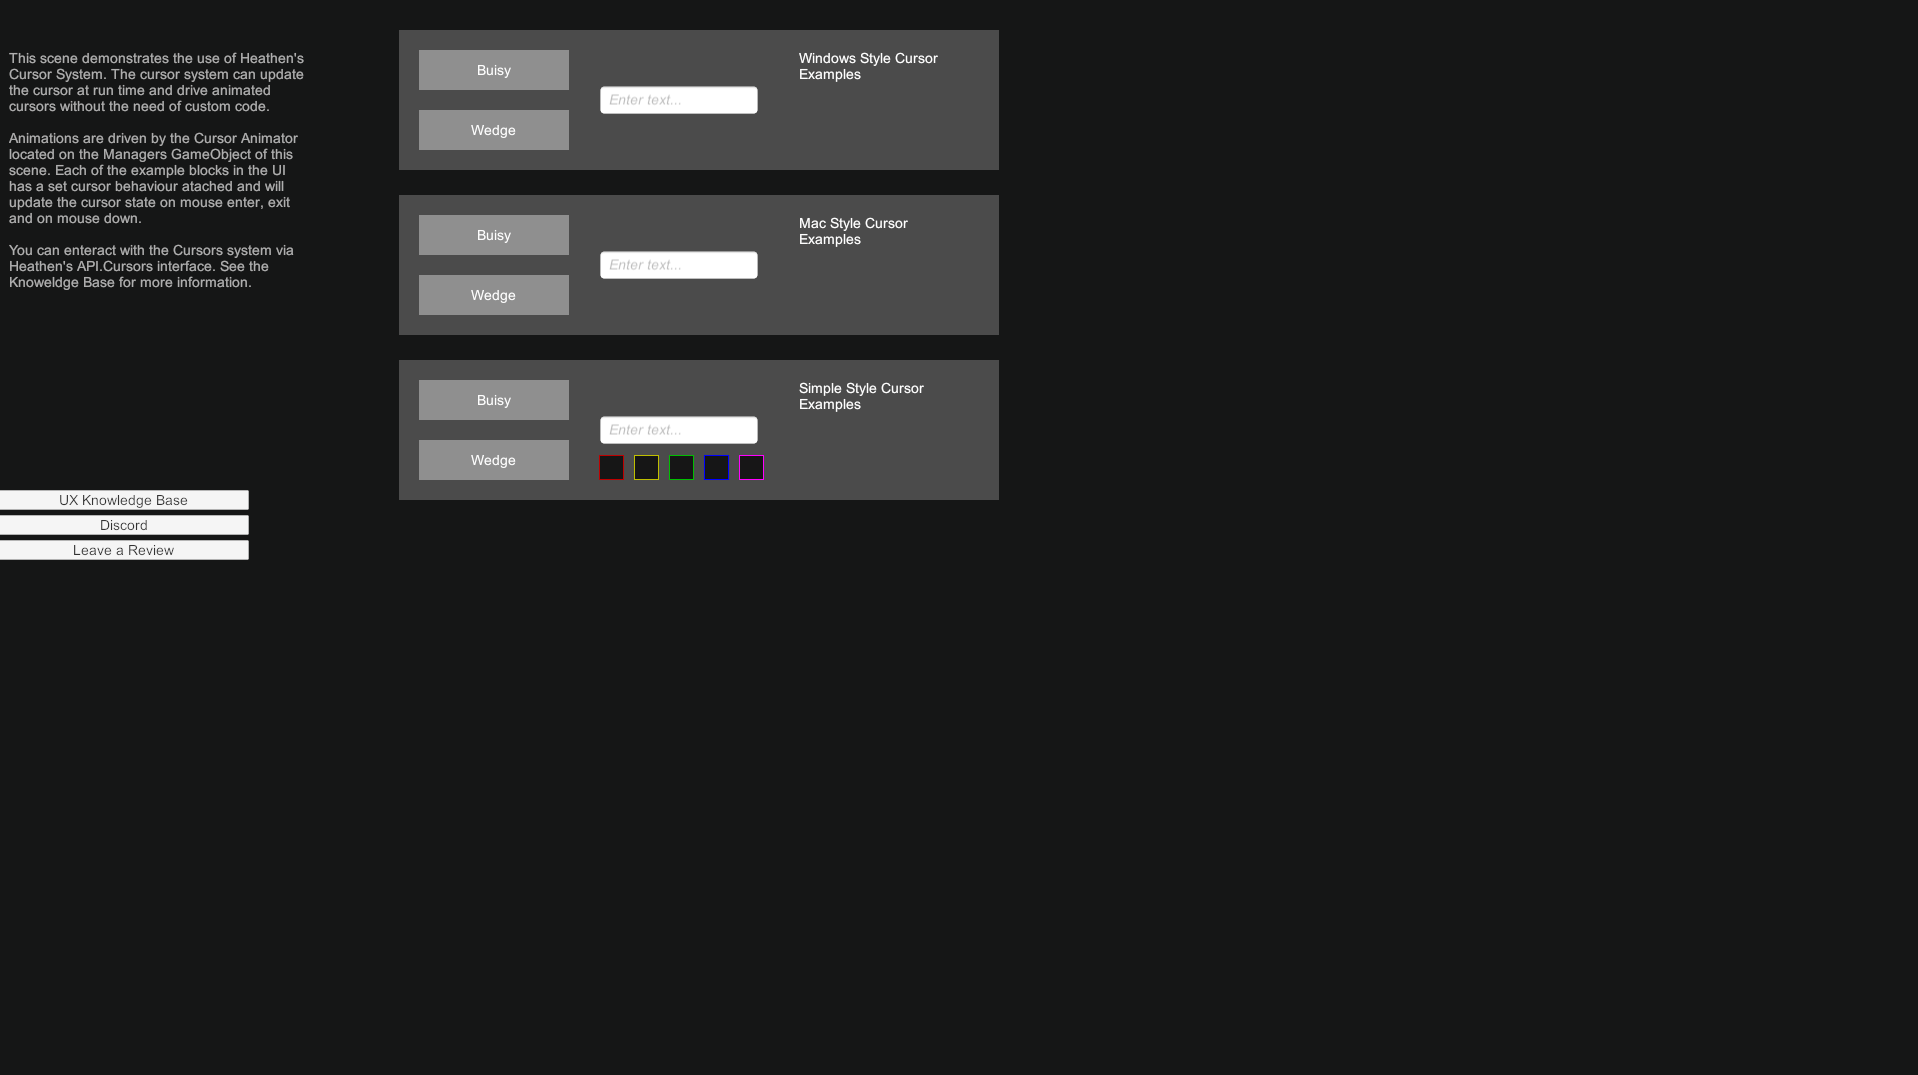 This scene demonstrates the use of Heathen's
Cursor System. The cursor system can update
the cursor at run time and drive animated
cursors without the need of custom code.
Animations are driven by the Cursor Animator
located on the Managers GameObject of this
scene. Each of the example blocks in the UI
has a set cursor behaviour atached and will
update the cursor state on mouse enter, exit
and on mouse down.
You can enteract with the Cursors system via
Heathen's API.Cursors interface. See the
Knoweldge Base for more information.
UX Knowledge Base
Discord
Leave a Review
Buisy
Wedge
Enter text...
Windows Style Cursor
Examples
Buisy
Wedge
Enter text...
Mac Style Cursor
Examples
Buisy
Wedge
Enter text...
Simple Style Cursor
Examples